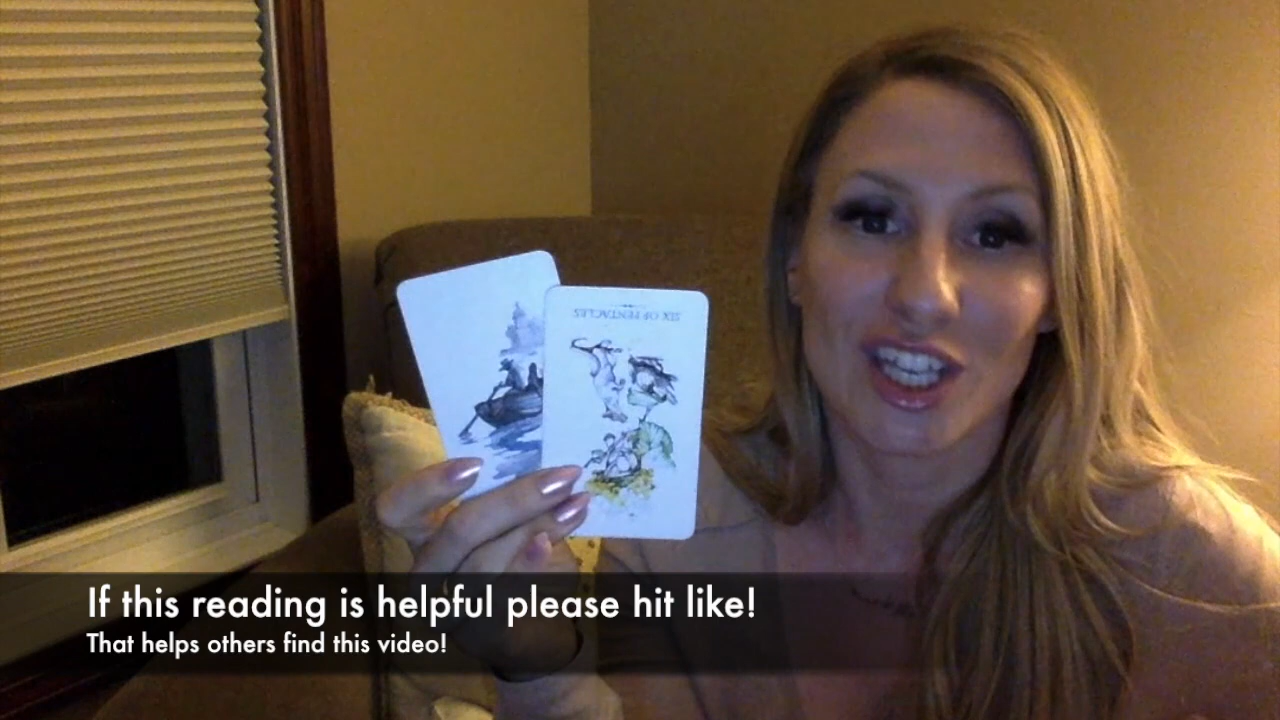 SIX OF PENTACLES
If this reading is helpful please hit like!
That helps others find this video!